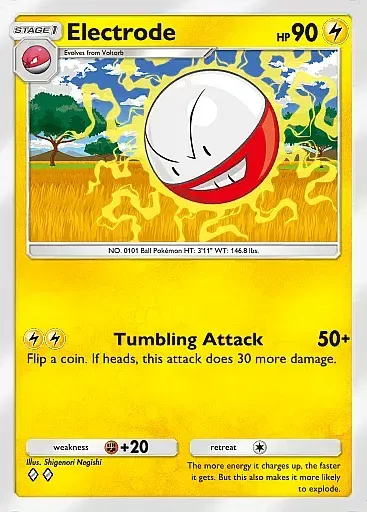 STAGE 1
Electrode
HP 90
Evolves from Voltorb
NO. 0101 Ball Pokémon HT: 3'11" WT: 146.8 lbs.
Tumbling Attack 50+
Flip a coin. If heads, this attack does 30 more damage.
weakness +20 retreat
Illus. Shigenori Negishi
The more energy it charges up, the faster
it gets. But this also makes it more likely
to explode.